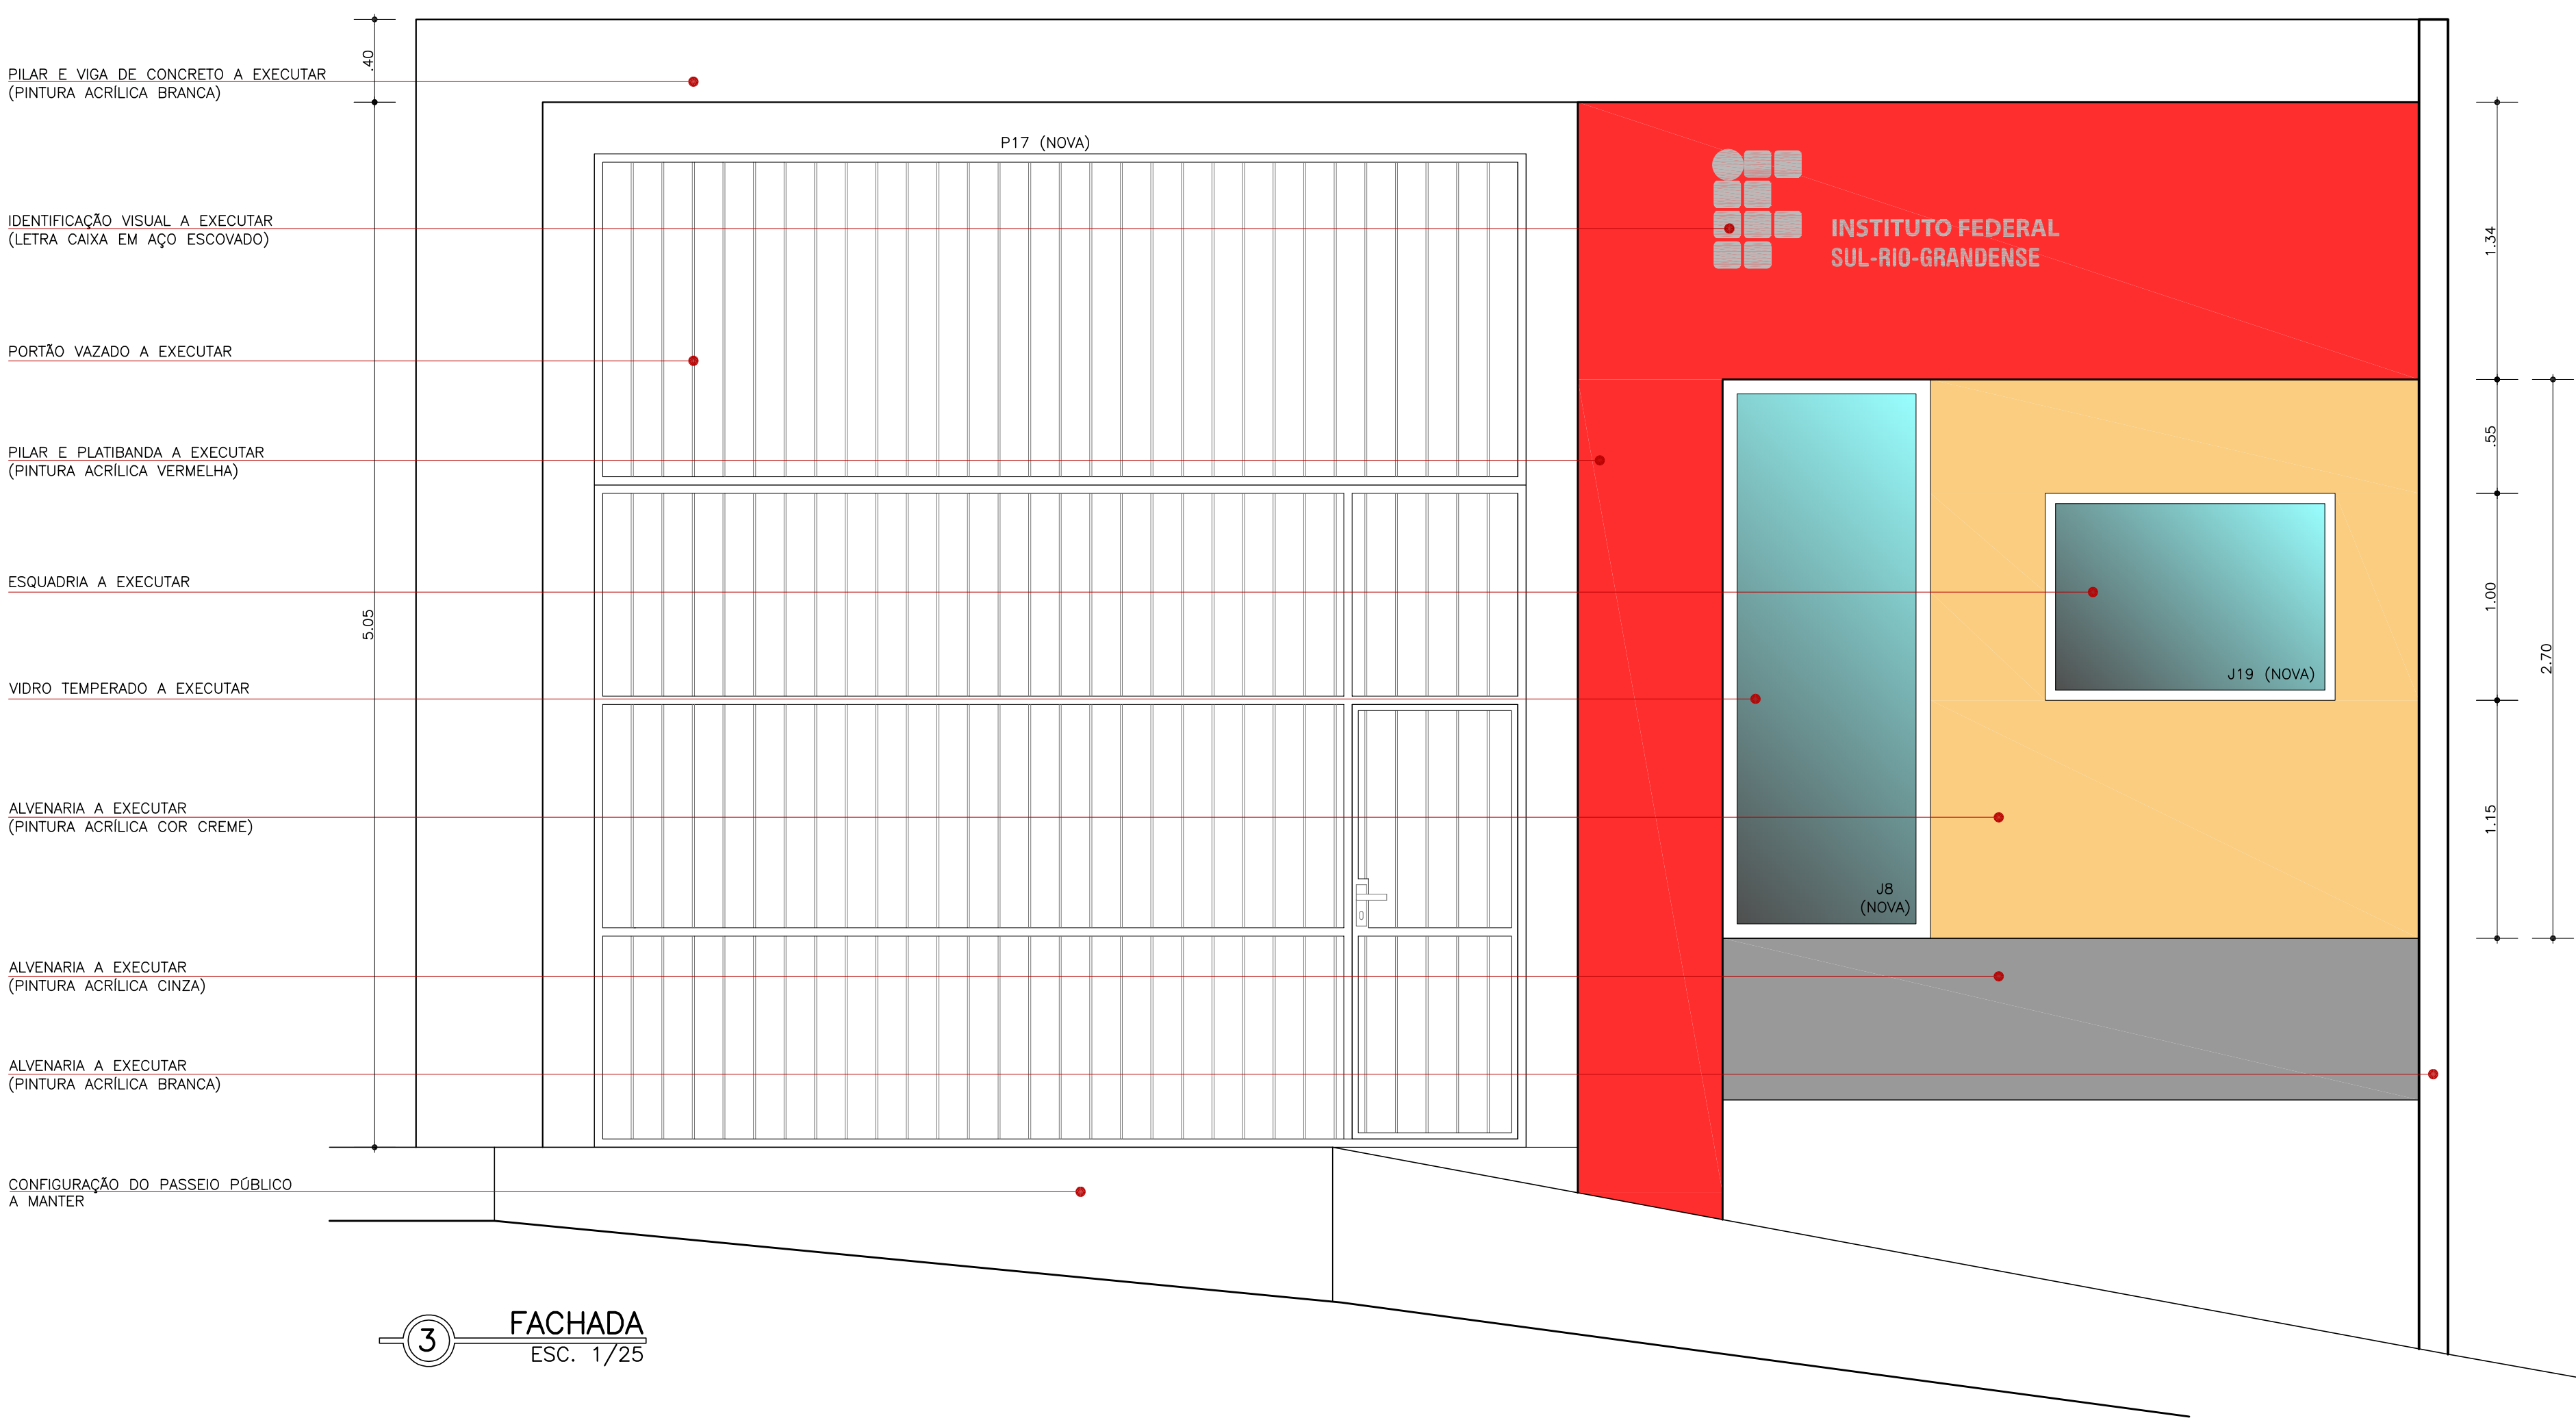 .40
PILAR E VIGA DE CONCRETO A EXECUTAR
(PINTURA ACRÍLICA BRANCA)
P17 (NOVA)
IDENTIFICAÇÃO VISUAL A EXECUTAR
(LETRA CAIXA EM AÇO ESCOVADO)
INSTITUTO FEDERAL
SUL-RIO-GRANDENSE
1.34
PORTÃO VAZADO A EXECUTAR
PILAR E PLATIBANDA A EXECUTAR
(PINTURA ACRÍLICA VERMELHA)
.55
ESQUADRIA A EXECUTAR
1.00
5.05
2.70
J19 (NOVA)
VIDRO TEMPERADO A EXECUTAR
ALVENARIA A EXECUTAR
(PINTURA ACRÍLICA COR CREME)
1.15
J8
(NOVA)
ALVENARIA A EXECUTAR
(PINTURA ACRÍLICA CINZA)
ALVENARIA A EXECUTAR
(PINTURA ACRÍLICA BRANCA)
CONFIGURAÇÃO DO PASSEIO PÚBLICO
A MANTER
3
FACHADA
ESC. 1/25